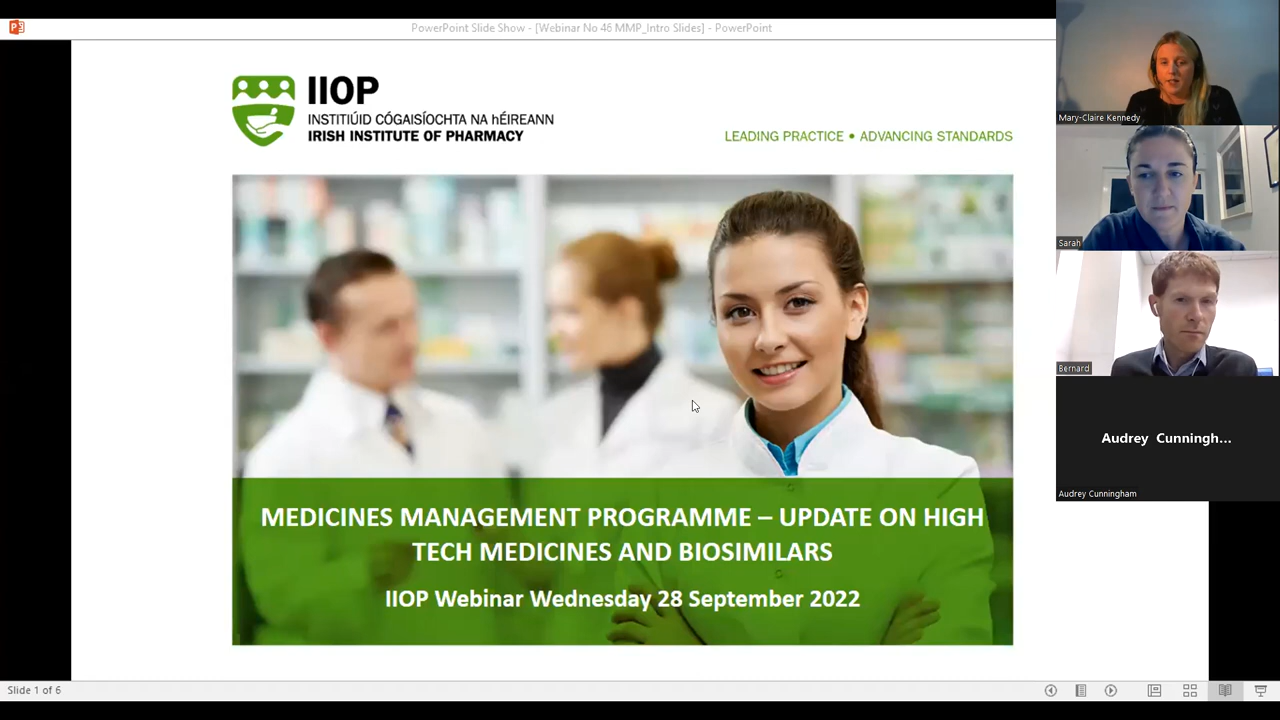 PowerPoint Slide Show - [Webinar No 46 MMP_Intro Slides] - PowerPoint
IIOP
INSTITIÚID CÓGAISÍOCHTA NA hÉIREANN
IRISH INSTITUTE OF PHARMACY
LEADING PRACTICE • ADVANCING STANDARDS
MEDICINES MANAGEMENT PROGRAMME – UPDATE ON HIGH
TECH MEDICINES AND BIOSIMILARS
IIOP Webinar Wednesday 28 September 2022
Mary-Claire Kennedy
Sarah
Bernard
Audrey Cunningh...
Audrey Cunningham
Slide 1 of 6